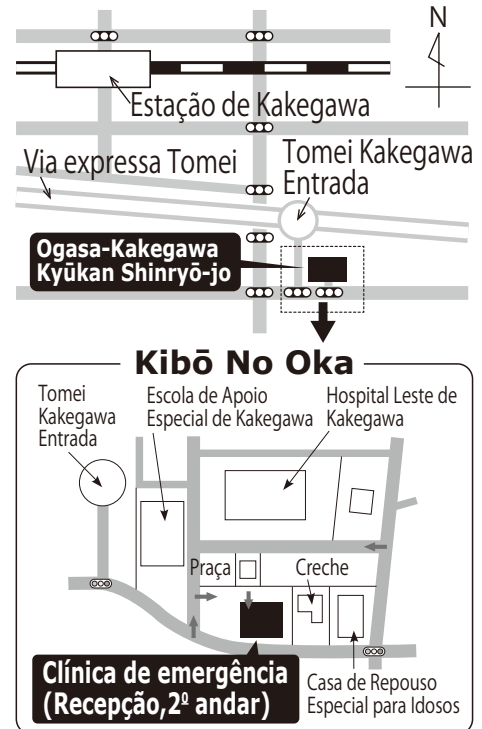 N
Estação de Kakegawa
Via expressa Tomei
Tomei Kakegawa
Entrada
Ogasa-Kakegawa
Kyūkan Shinryō-jo
Kibō No Oka
Tomei
Kakegawa
Entrada
Escola de Apoio
Especial de Kakegawa
Hospital Leste de
Kakegawa
Praça
Creche
Clínica de emergência
(Recepção,2º andar)
Casa de Repouso
Especial para Idosos